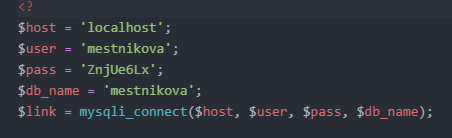 <?
$host = 'localhost';
$user = 'mestnikova';
$pass = 'ZnjUe6Lx';
$db_name = 'mestnikova';
$link = mysqli_connect($host, $user, $pass, $db_name);